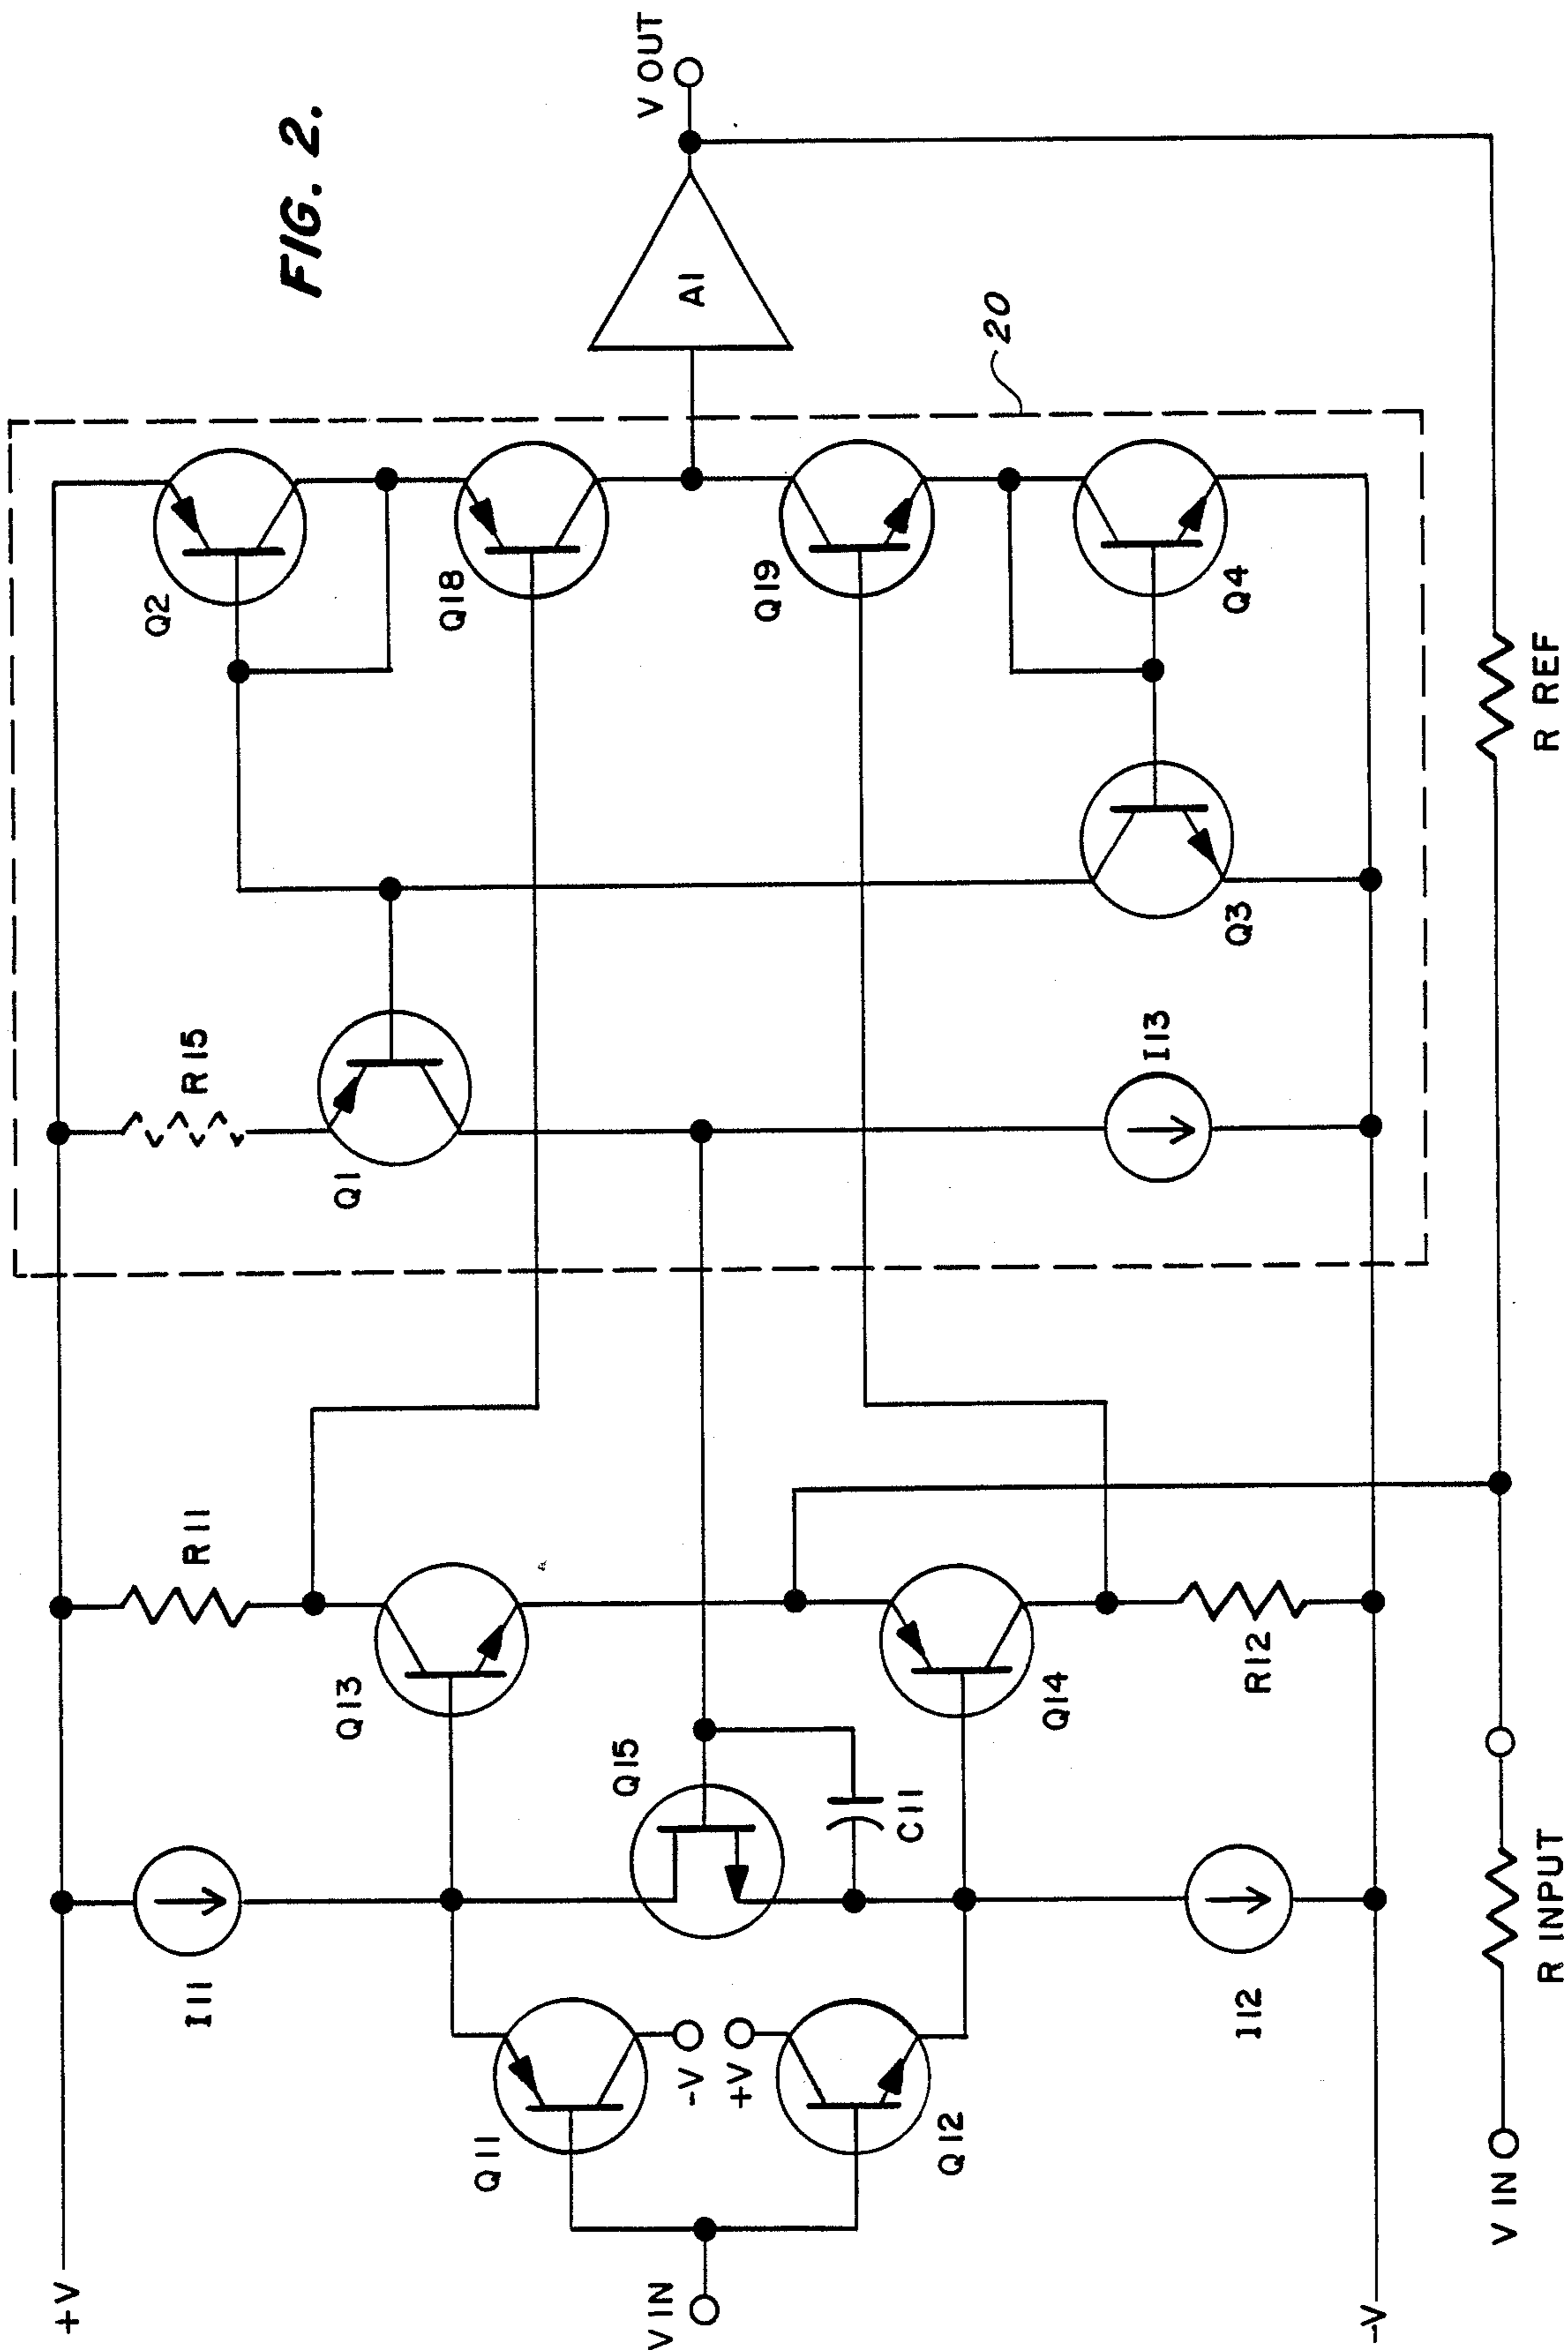 FIG. 2.
+V
I11
R11
R15
Q2
Q1
Q13
Q18
Q11
-V
+V
Q15
V IN
V OUT
A1
Q19
C11
Q12
Q14
20
I12
R12
I13
Q3
Q4
-V
V IN
R INPUT
R REF